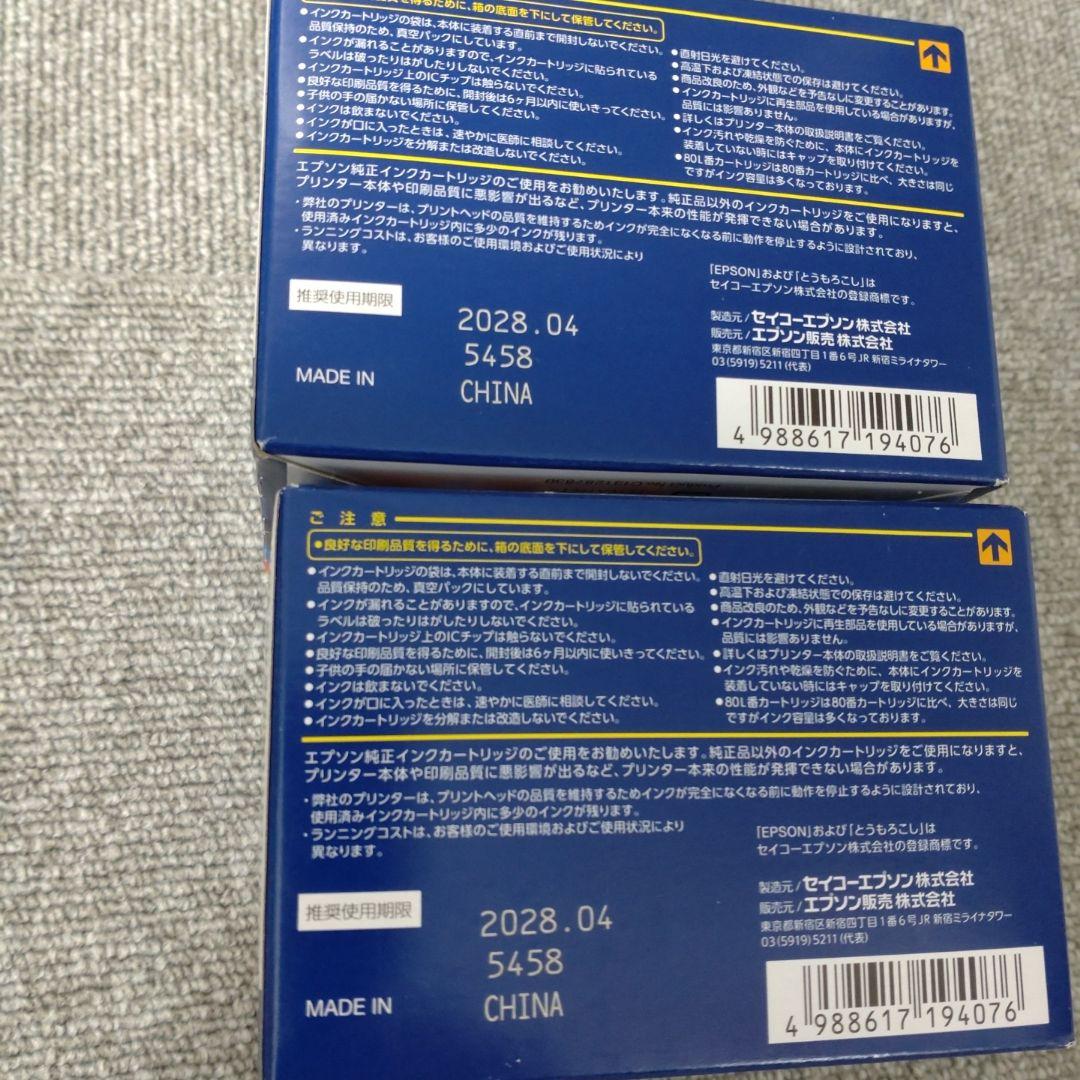 品質を得るために、箱の底面を下にして保管してください。
●インクカートリッジの袋は、本体に装着する直前まで開封しないでください。
品質保持のため、真空パックにしています。
●インクが漏れることがありますので、インクカートリッジに貼られている
ラベルは破ったりはがしたりしないでください。
●インクカートリッジ上のICチップは触らないでください。
●良好な印刷品質を得るために、開封後は6ヶ月以内に使いきってください。
●子供の手の届かない場所に保管してください。
●インクは飲まないでください。
●インクが口に入ったときは、速やかに医師に相談してください。
●インクカートリッジを分解または改造しないでください。
●直射日光を避けてください。
●高温下および凍結状態での保存は避けてください。
●商品改良のため、外観などを予告なしに変更することがあります。
●インクカートリッジに再生部品を使用している場合がありますが、
品質には影響ありません。
●詳しくはプリンター本体の取扱説明書をご覧ください。
●インク汚れや乾燥を防ぐために、本体にインクカートリッジを
装着していない時にはキャップを取り付けてください。
●80L番カートリッジは80番カートリッジに比べ、大きさは同じ
ですがインク容量は多くなっております。
エプソン純正インクカートリッジのご使用をお勧めいたします。純正品以外のインクカートリッジをご使用になりますと、
プリンター本体や印刷品質に悪影響が出るなど、プリンター本来の性能が発揮できない場合があります。
・弊社のプリンターは、プリントヘッドの品質を維持するためインクが完全になくなる前に動作を停止するように設計されており、
使用済みインクカートリッジ内に多少のインクが残ります。
・ランニングコストは、お客様のご使用環境およびご使用状況により
異なります。
「EPSON」および「とうもろこし」は
セイコーエプソン株式会社の登録商標です。
推奨使用期限
2028.04
5458
MADE IN
CHINA
製造元/セイコーエプソン株式会社
販売元/エプソン販売株式会社
東京都新宿区新宿四丁目1番6号JR新宿ミライナタワー
03(5919)5211(代表)
4 988617 194076
ご注意
●良好な印刷品質を得るために、箱の底面を下にして保管してください。
●インクカートリッジの袋は、本体に装着する直前まで開封しないでください。
品質保持のため、真空パックにしています。
●インクが漏れることがありますので、インクカートリッジに貼られている
ラベルは破ったりはがしたりしないでください。
●インクカートリッジ上のICチップは触らないでください。
●良好な印刷品質を得るために、開封後は6ヶ月以内に使いきってください。
●子供の手の届かない場所に保管してください。
●インクは飲まないでください。
●インクが口に入ったときは、速やかに医師に相談してください。
●インクカートリッジを分解または改造しないでください。
●直射日光を避けてください。
●高温下および凍結状態での保存は避けてください。
●商品改良のため、外観などを予告なしに変更することがあります。
●インクカートリッジに再生部品を使用している場合がありますが、
品質には影響ありません。
●詳しくはプリンター本体の取扱説明書をご覧ください。
●インク汚れや乾燥を防ぐために、本体にインクカートリッジを
装着していない時にはキャップを取り付けてください。
●80L番カートリッジは80番カートリッジに比べ、大きさは同じ
ですがインク容量は多くなっております。
エプソン純正インクカートリッジのご使用をお勧めいたします。純正品以外のインクカートリッジをご使用になりますと、
プリンター本体や印刷品質に悪影響が出るなど、プリンター本来の性能が発揮できない場合があります。
・弊社のプリンターは、プリントヘッドの品質を維持するためインクが完全になくなる前に動作を停止するように設計されており、
使用済みインクカートリッジ内に多少のインクが残ります。
・ランニングコストは、お客様のご使用環境およびご使用状況により
異なります。
「EPSON」および「とうもろこし」は
セイコーエプソン株式会社の登録商標です。
推奨使用期限
2028.04
5458
MADE IN
CHINA
製造元/セイコーエプソン株式会社
販売元/エプソン販売株式会社
東京都新宿区新宿四丁目1番6号JR新宿ミライナタワー
03(5919)5211(代表)
4 988617 194076